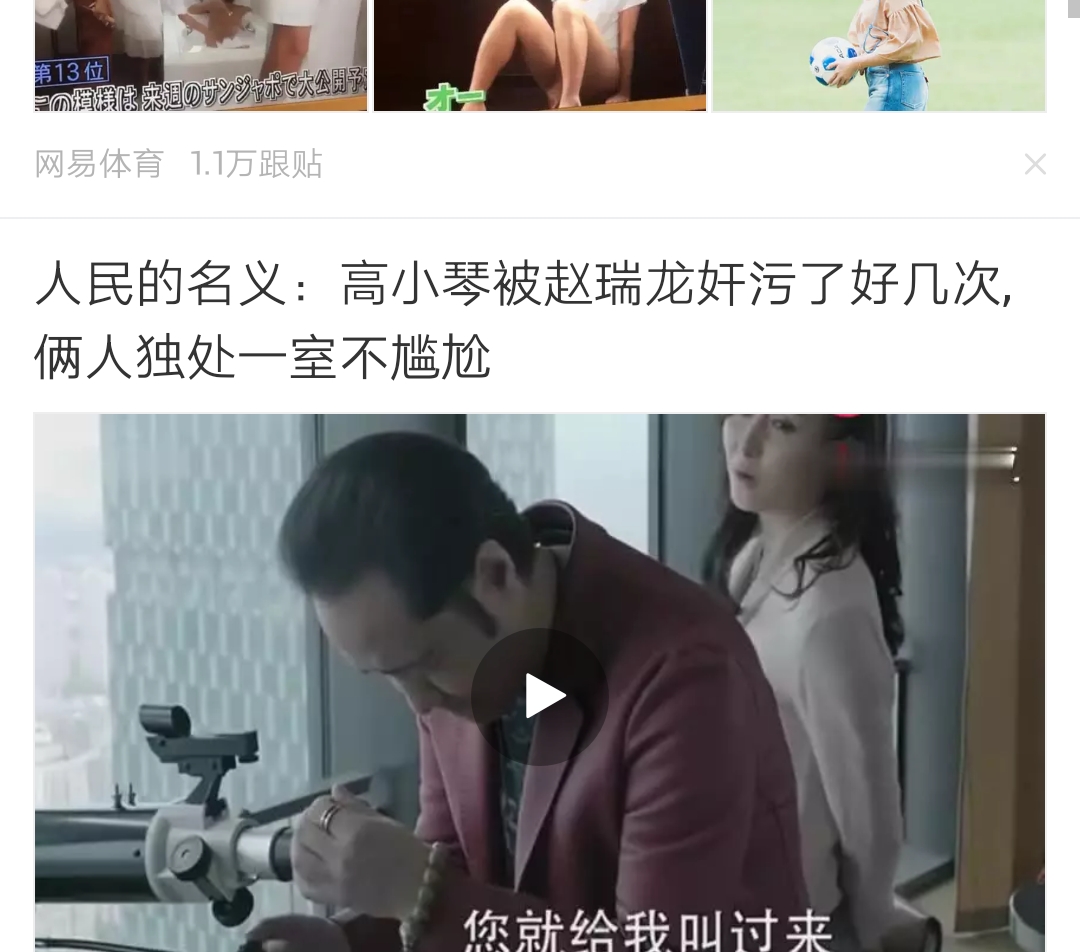 第13位
この模様は 来週のサンジャポで大公開予
オー
网易体育 1.1万跟贴
人民的名义：高小琴被赵瑞龙奸污了好几次,
俩人独处一室不尴尬
您就给我叫过来